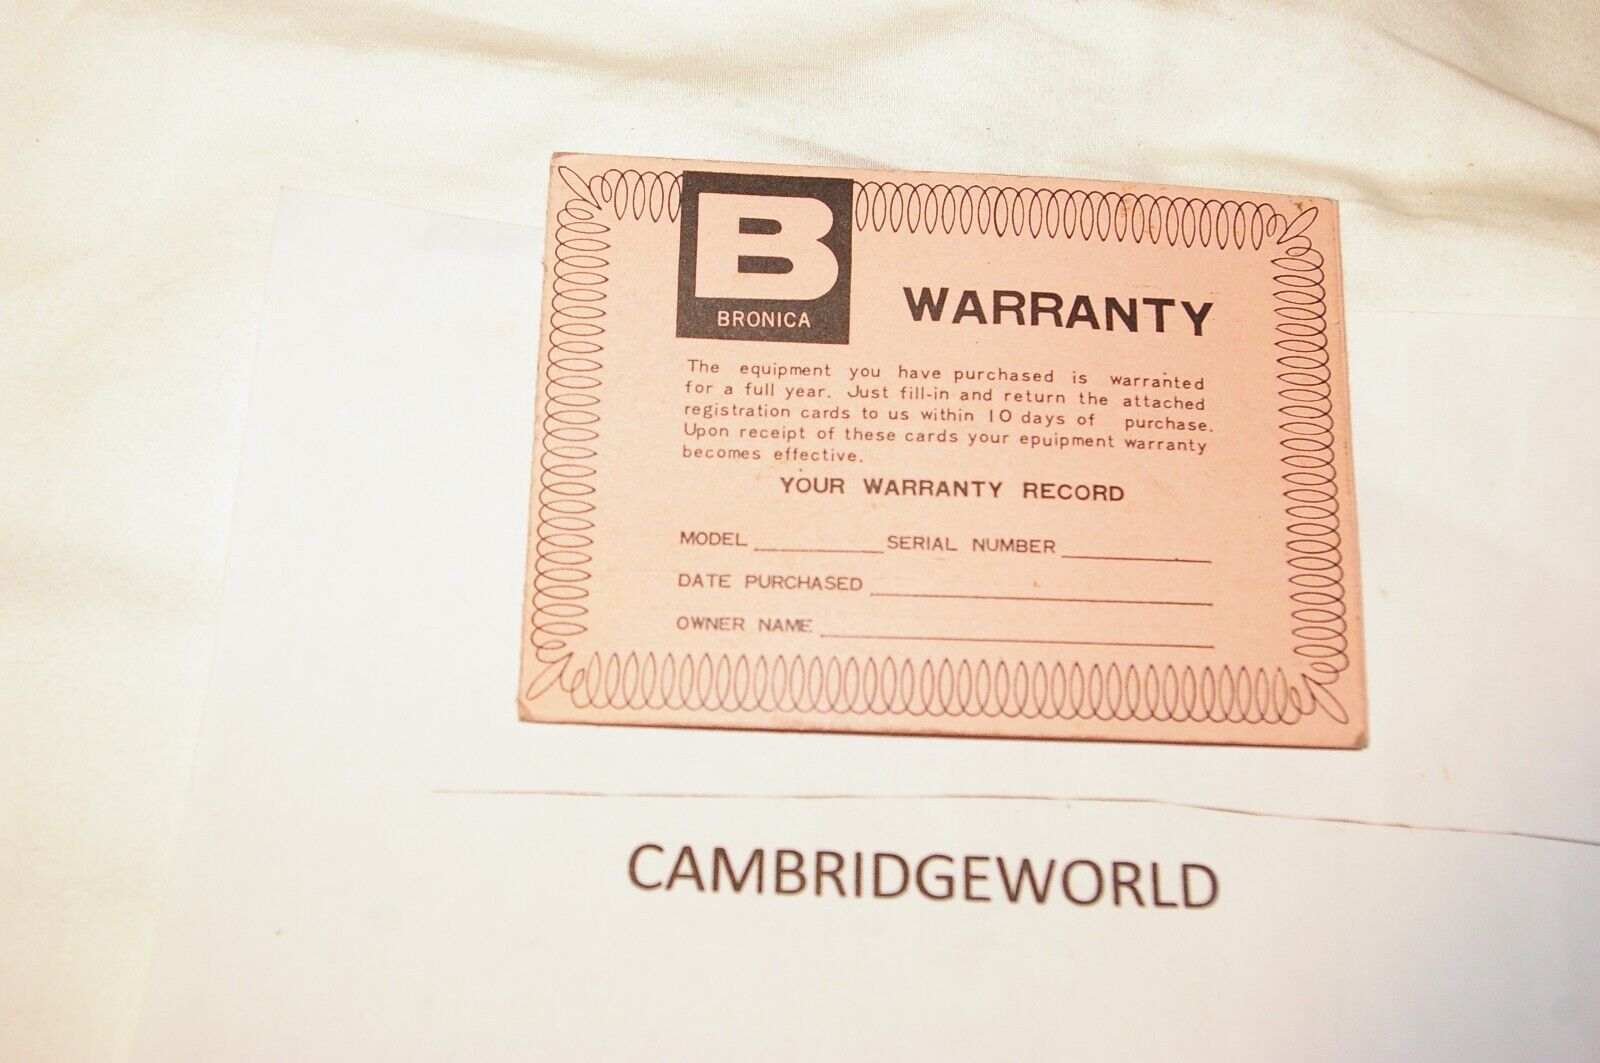 B
BRONICA
WARRANTY
The equipment you have purchased is warranted
for a full year. Just fill-in and return the attached
registration cards to us within 10 days of purchase.
Upon receipt of these cards your epuipment warranty
becomes effective.
YOUR WARRANTY RECORD
MODEL SERIAL NUMBER
DATE PURCHASED
OWNER NAME
CAMBRIDGEWORLD